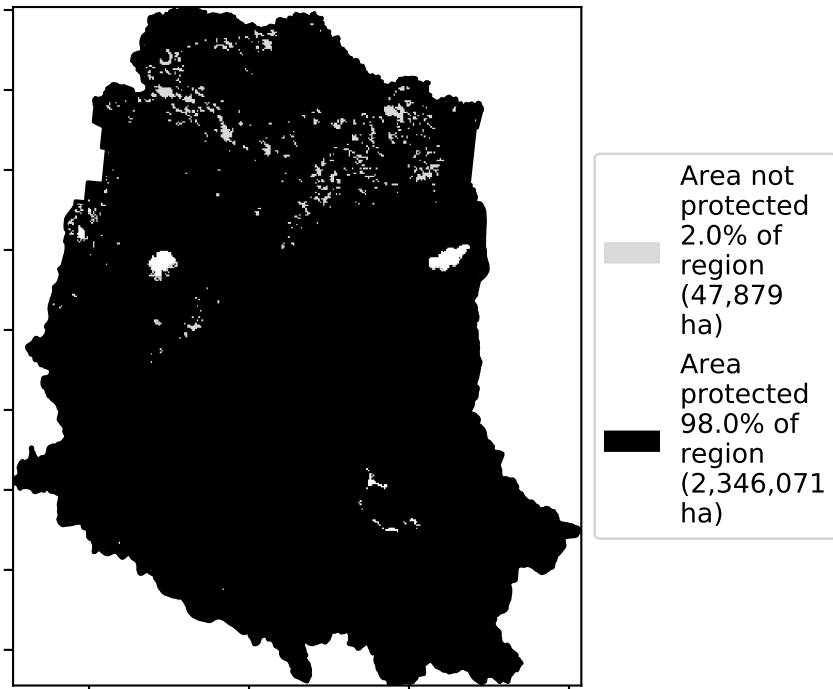 Area not
protected
2.0% of
region
(47,879
ha)
Area
protected
98.0% of
region
(2,346,071
ha)